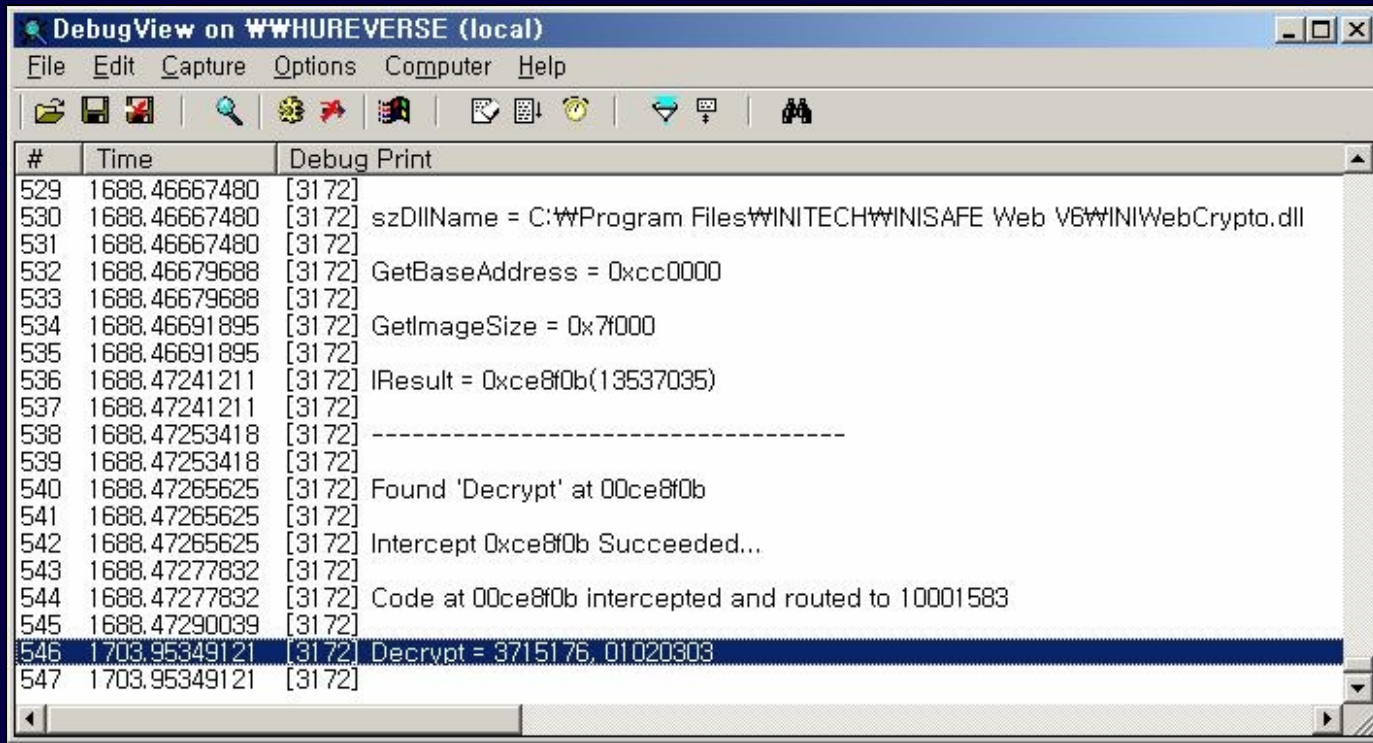 DebugView on ₩₩HUREVERSE (local)
File Edit Capture Options Computer Help
# Time Debug Print
529 1688.46667480 [3172]
530 1688.46667480 [3172] szDllName = C:₩Program Files₩INITECH₩INISAFE Web V6₩INIWebCrypto.dll
531 1688.46667480 [3172]
532 1688.46679688 [3172] GetBaseAddress = 0xcc0000
533 1688.46679688 [3172]
534 1688.46691895 [3172] GetImageSize = 0x7f000
535 1688.46691895 [3172]
536 1688.47241211 [3172] lResult = 0xce8f0b(13537035)
537 1688.47241211 [3172]
538 1688.47253418 [3172] -----------------------------------
539 1688.47253418 [3172]
540 1688.47265625 [3172] Found 'Decrypt' at 00ce8f0b
541 1688.47265625 [3172]
542 1688.47265625 [3172] Intercept 0xce8f0b Succeeded...
543 1688.47277832 [3172]
544 1688.47277832 [3172] Code at 00ce8f0b intercepted and routed to 10001583
545 1688.47290039 [3172]
546 1703.95349121 [3172] Decrypt = 3715176, 01020303
547 1703.95349121 [3172]